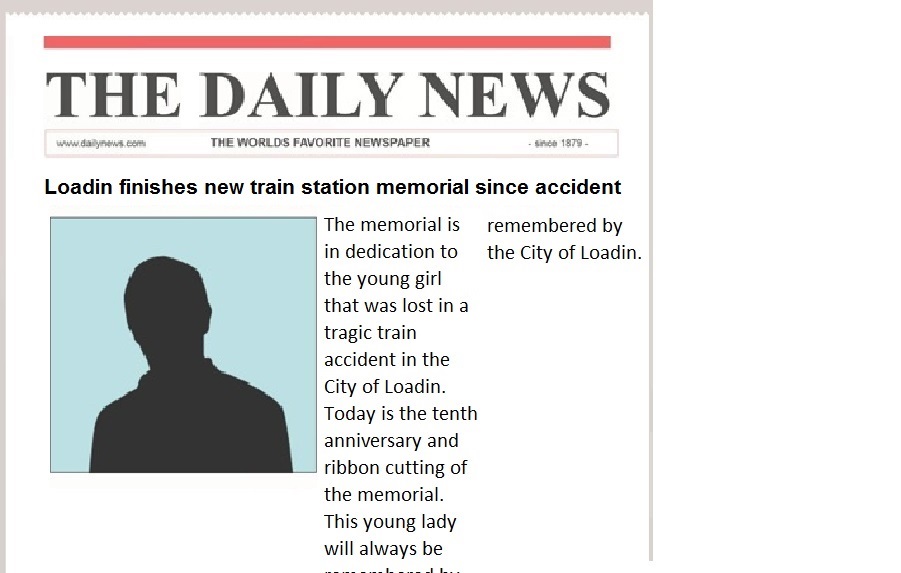 THE DAILY NEWS
www.dailynews.com THE WORLDS FAVORITE NEWSPAPER - since 1879 -
Loadin finishes new train station memorial since accident
The memorial is
in dedication to
the young girl
that was lost in a
tragic train
accident in the
City of Loadin.
Today is the tenth
anniversary and
ribbon cutting of
the memorial.
This young lady
will always be
remembered by
remembered by
the City of Loadin.